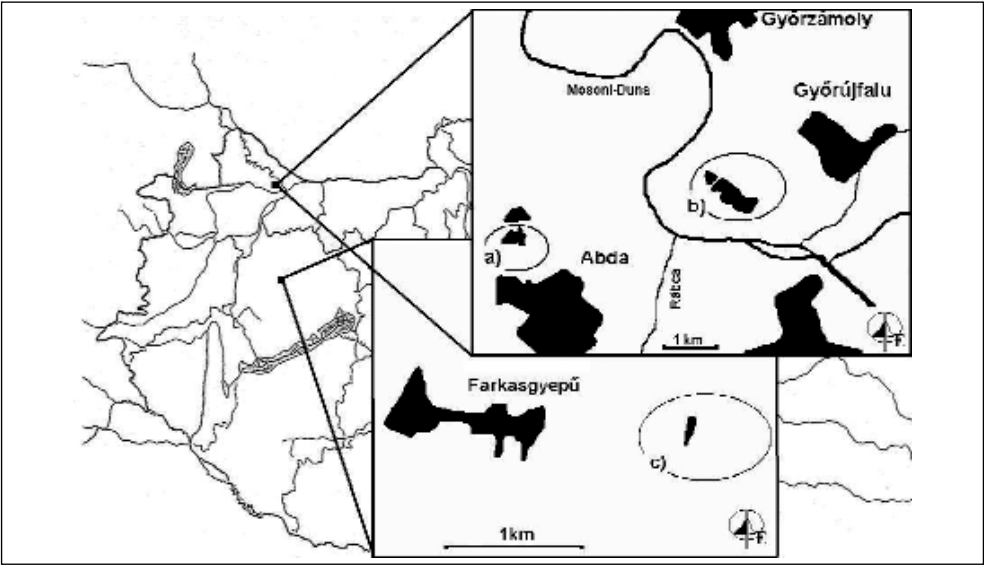 Győrzámoly
Mosoni-Duna
Győrújfalu
b)
a)
Abda
Rábca
1 km
Farkasgyepű
c)
1km